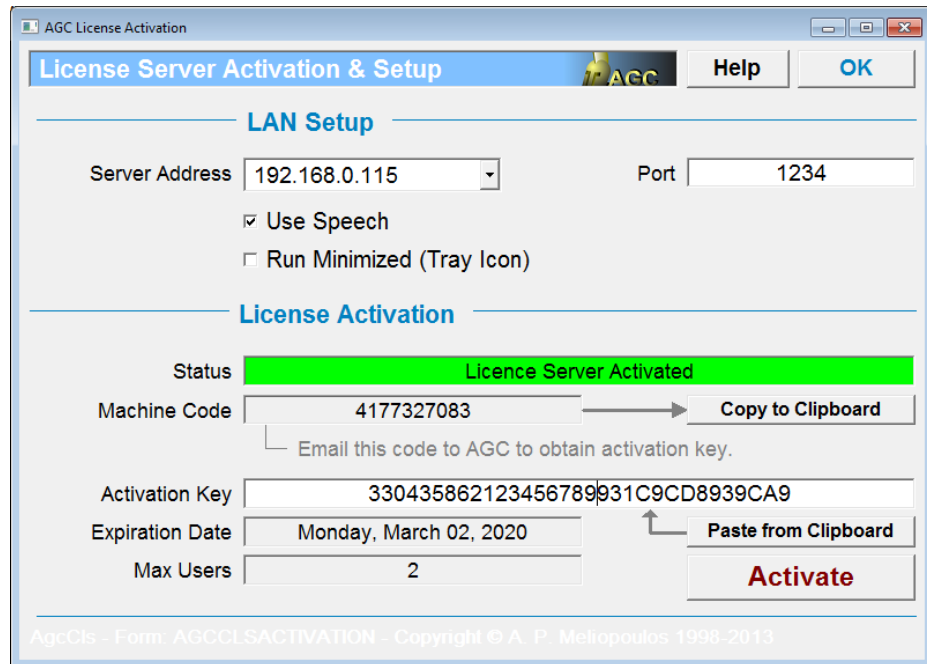 AGC License Activation
License Server Activation & Setup AGC Help OK
LAN Setup
Server Address 192.168.0.115 Port 1234
Use Speech
Run Minimized (Tray Icon)
License Activation
Status Licence Server Activated
Machine Code 4177327083 Copy to Clipboard
Email this code to AGC to obtain activation key.
Activation Key 330435862123456789931C9CD8939CA9
Expiration Date Monday, March 02, 2020 Paste from Clipboard
Max Users 2 Activate
AgcCls - Form: AGCCLSACTIVATION - Copyright © A. P. Meliopoulos 1998-2013